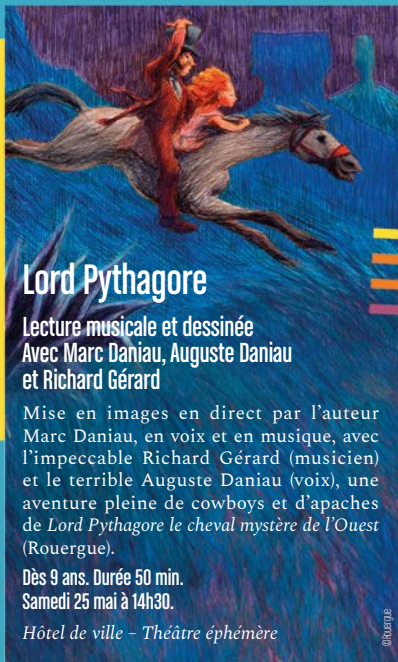 Lord Pythagore
Lecture musicale et dessinée
Avec Marc Daniau, Auguste Daniau
et Richard Gérard
Mise en images en direct par l’auteur
Marc Daniau, en voix et en musique, avec
l’impeccable Richard Gérard (musicien)
et le terrible Auguste Daniau (voix), une
aventure pleine de cowboys et d’apaches
de Lord Pythagore le cheval mystère de l’Ouest
(Rouergue).
Dès 9 ans. Durée 50 min.
Samedi 25 mai à 14h30.
Hôtel de ville – Théâtre éphémère
@Rouergue